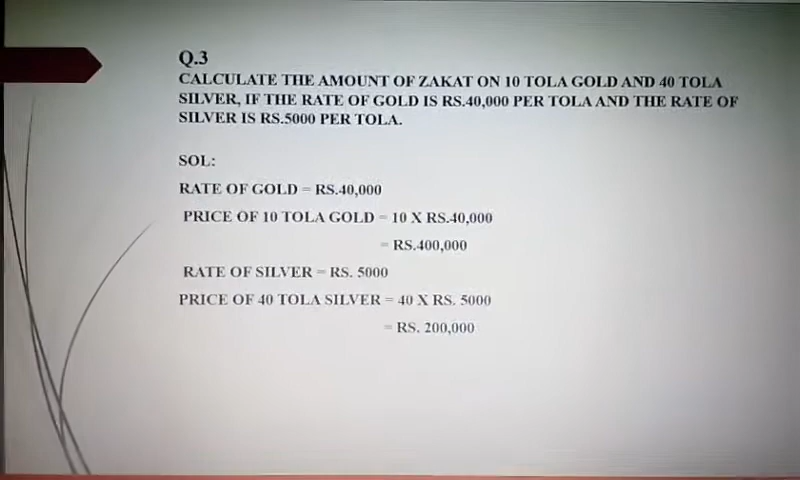 Q.3
CALCULATE THE AMOUNT OF ZAKAT ON 10 TOLA GOLD AND 40 TOLA
SILVER, IF THE RATE OF GOLD IS RS.40,000 PER TOLA AND THE RATE OF
SILVER IS RS.5000 PER TOLA.
SOL:
RATE OF GOLD = RS.40,000
PRICE OF 10 TOLA GOLD = 10 X RS.40,000
= RS.400,000
RATE OF SILVER = RS. 5000
PRICE OF 40 TOLA SILVER = 40 X RS. 5000
= RS. 200,000